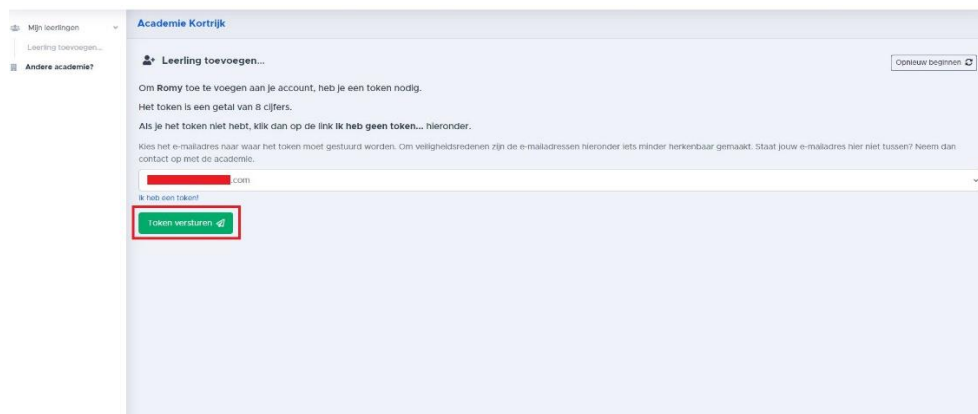 Mijn leerlingen
Leerling toevoegen...
Andere academie?
Academie Kortrijk
Leerling toevoegen...
Opnieuw beginnen
Om Romy toe te voegen aan je account, heb je een token nodig.
Het token is een getal van 8 cijfers.
Als je het token niet hebt, klik dan op de link Ik heb geen token... hieronder.
Kies het e-mailadres naar waar het token moet gestuurd worden. Om veiligheidsredenen zijn de e-mailadressen hieronder iets minder herkenbaar gemaakt. Staat jouw e-mailadres hier niet tussen? Neem dan
contact op met de academie.
.com
Ik heb een token!
Token versturen